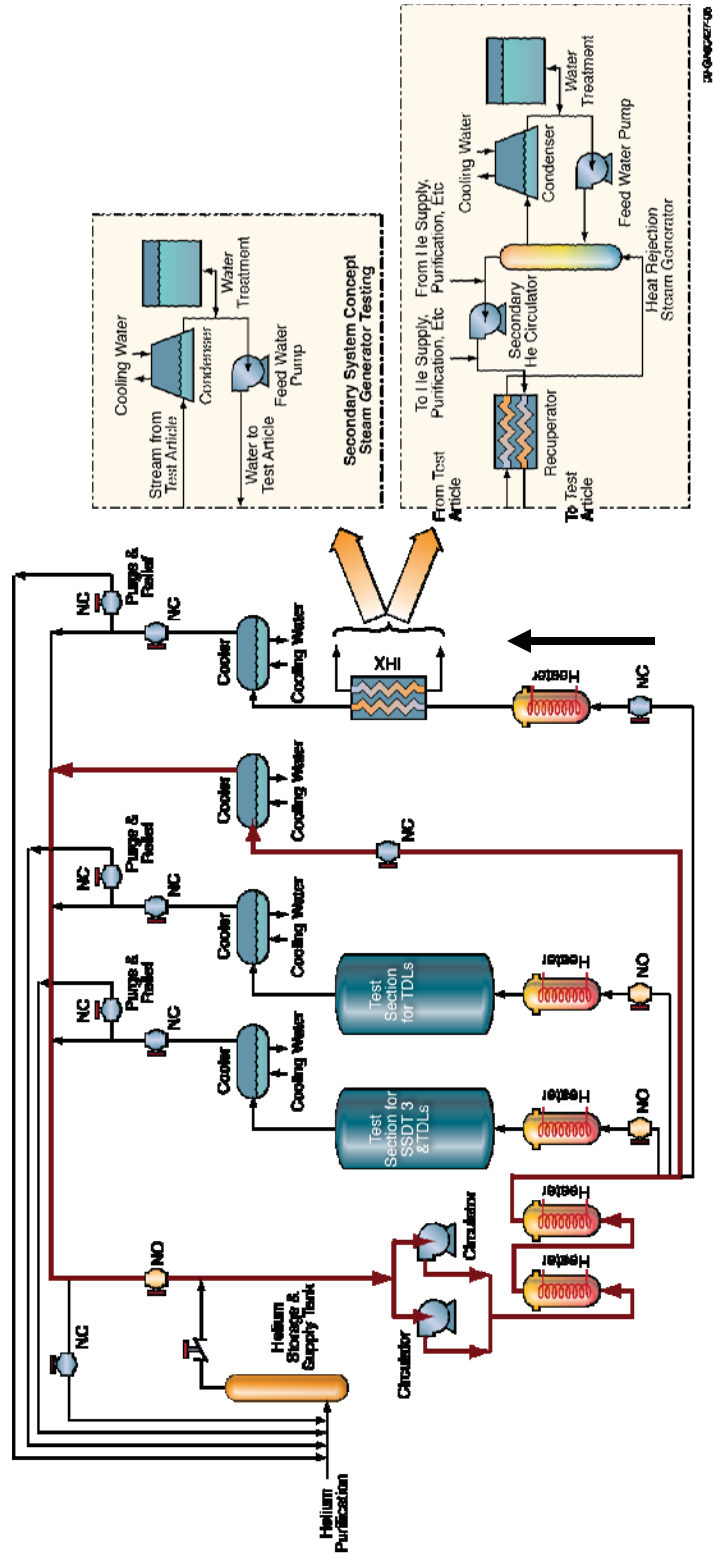 Helium
Purification
NC
Helium
Storage &
Supply Tank
NO
Circulator
Circulator
Heater
Heater
NC
Purge &
Relief
NC
Cooler
Cooling Water
Test
Section for
SSDT 3
&TDLs
Heater
NO
NC
Purge &
Relief
NC
Cooler
Cooling Water
Test
Section
for TDLs
Heater
NO
Cooler
Cooling Water
NC
NC
Purge &
Relief
NC
Cooler
Cooling Water
IHX
Heater
NC
Cooling Water
Stream from
Test Article
Condenser
Water
Treatment
Water to
Test Article
Feed Water
Pump
Secondary System Concept
Steam Generator Testing
To He Supply,
Purification, Etc
From He Supply,
Purification, Etc
Cooling Water
Condenser
Water
Treatment
From Test
Article
Secondary
He Circulator
Feed Water Pump
Recuperator
To Test
Article
Heat Rejection
Steam Generator